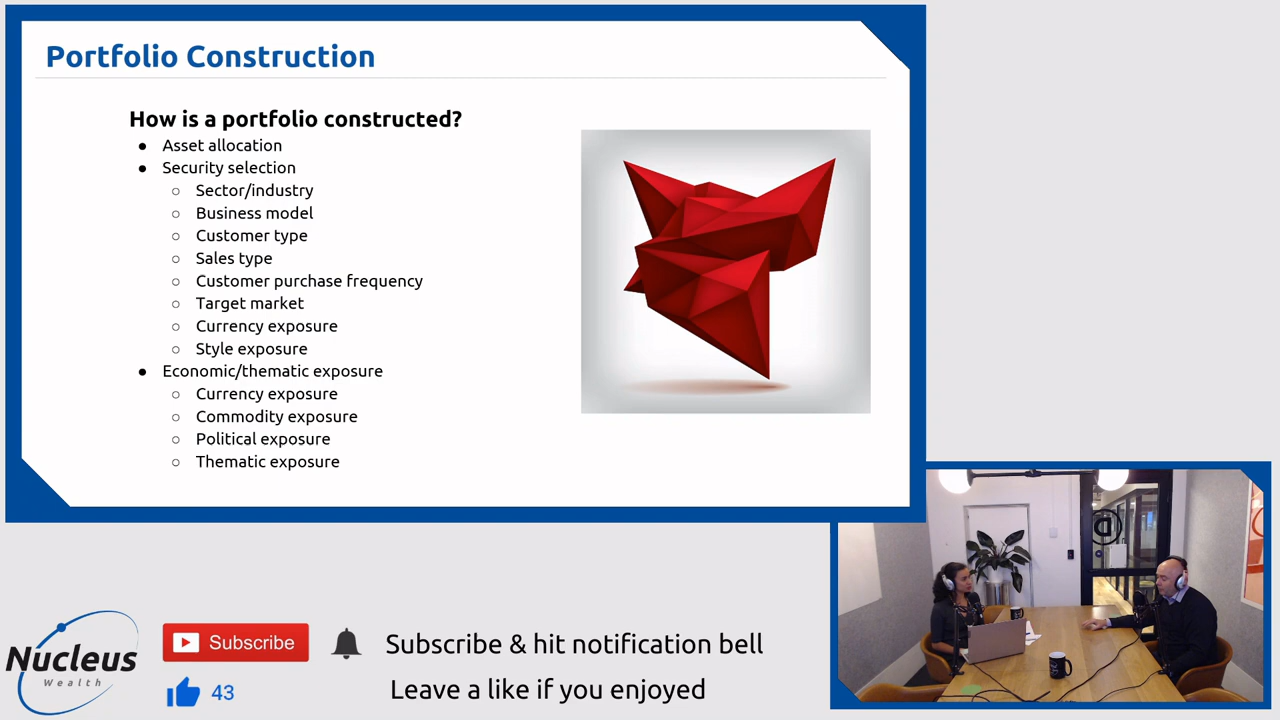 Portfolio Construction
How is a portfolio constructed?
● Asset allocation
● Security selection
○ Sector/industry
○ Business model
○ Customer type
○ Sales type
○ Customer purchase frequency
○ Target market
○ Currency exposure
○ Style exposure
● Economic/thematic exposure
○ Currency exposure
○ Commodity exposure
○ Political exposure
○ Thematic exposure
Nucleus
Wealth
Subscribe
43
Subscribe & hit notification bell
Leave a like if you enjoyed